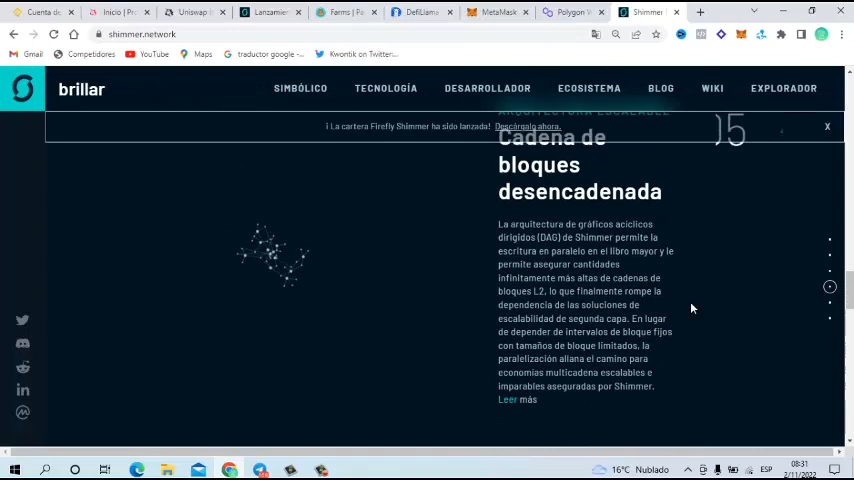 Cuenta de
Inicio | Pr
Uniswap I
Lanzamien
Farms | Pa
DefiLlama
MetaMask
Polygon V
Shimmer
shimmer.network
Gmail
Competidores
YouTube
Maps
traductor google -...
Kwontik on Twitter:...
brillar
SIMBÓLICO
TECNOLOGÍA
DESARROLLADOR
ECOSISTEMA
BLOG
WIKI
EXPLORADOR
¡ La cartera Firefly Shimmer ha sido lanzada! Descárgalo ahora.
X
ARQUITECTURA ESCALABLE
05
Cadena de
bloques
desencadenada
La arquitectura de gráficos acíclicos
dirigidos (DAG) de Shimmer permite la
escritura en paralelo en el libro mayor y le
permite asegurar cantidades
infinitamente más altas de cadenas de
bloques L2, lo que finalmente rompe la
dependencia de las soluciones de
escalabilidad de segunda capa. En lugar
de depender de intervalos de bloque fijos
con tamaños de bloque limitados, la
paralelización allana el camino para
economías multicadena escalables e
imparables aseguradas por Shimmer.
Leer más
16°C Nublado
ESP
08:31
2/11/2022